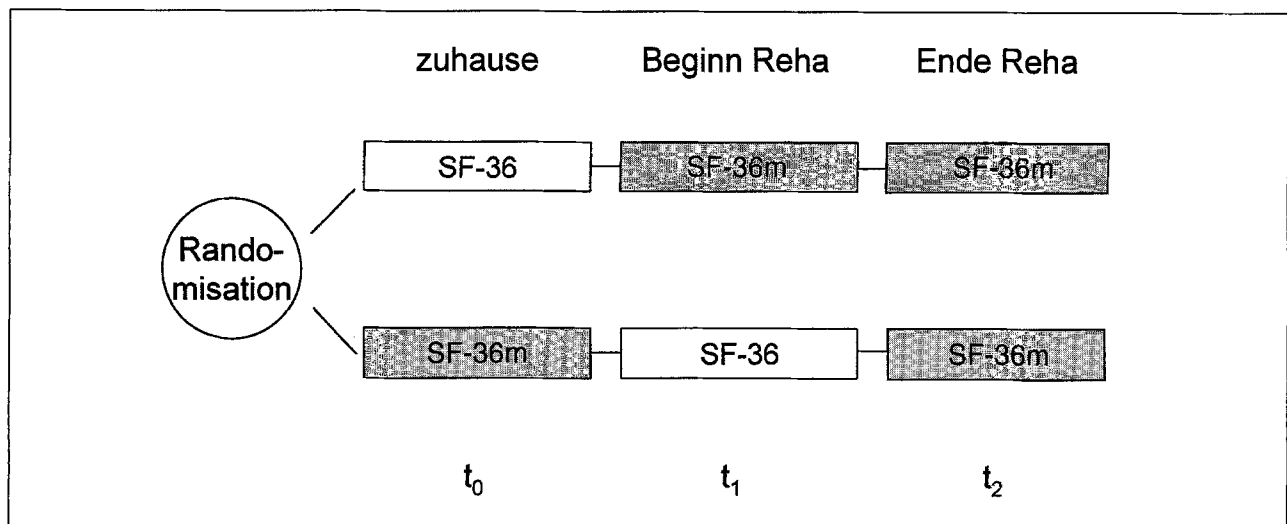 zuhause Beginn Reha Ende Reha
SF-36 SF-36m SF-36m
Rando-
misation
SF-36m SF-36 SF-36m
t₀ t₁ t₂